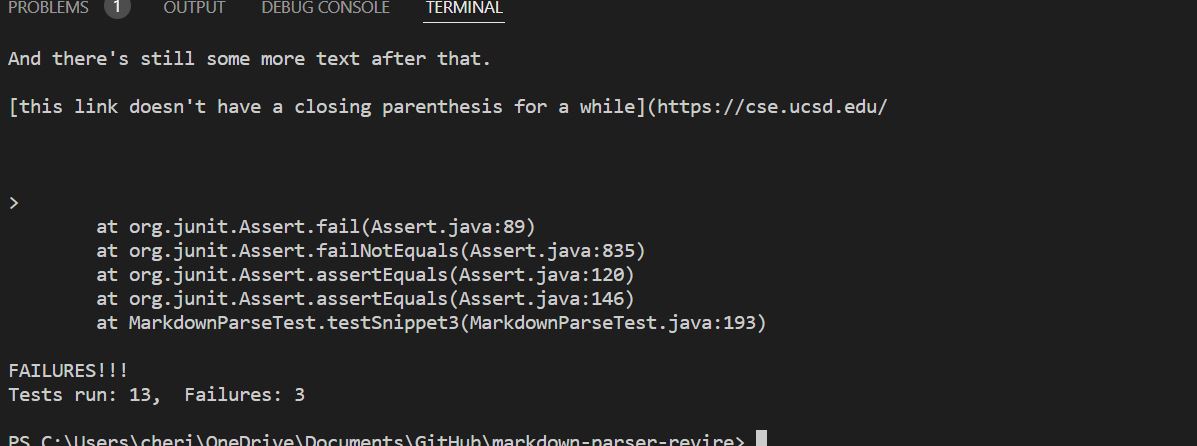 PROBLEMS 1 OUTPUT DEBUG CONSOLE TERMINAL
And there's still some more text after that.
[this link doesn't have a closing parenthesis for a while](https://cse.ucsd.edu/
>
at org.junit.Assert.fail(Assert.java:89)
at org.junit.Assert.failNotEquals(Assert.java:835)
at org.junit.Assert.assertEquals(Assert.java:120)
at org.junit.Assert.assertEquals(Assert.java:146)
at MarkdownParseTest.testSnippet3(MarkdownParseTest.java:193)
FAILURES!!!
Tests run: 13,  Failures: 3
PS C:\Users\cheri\OneDrive\Documents\GitHub\markdown-parser-revire>